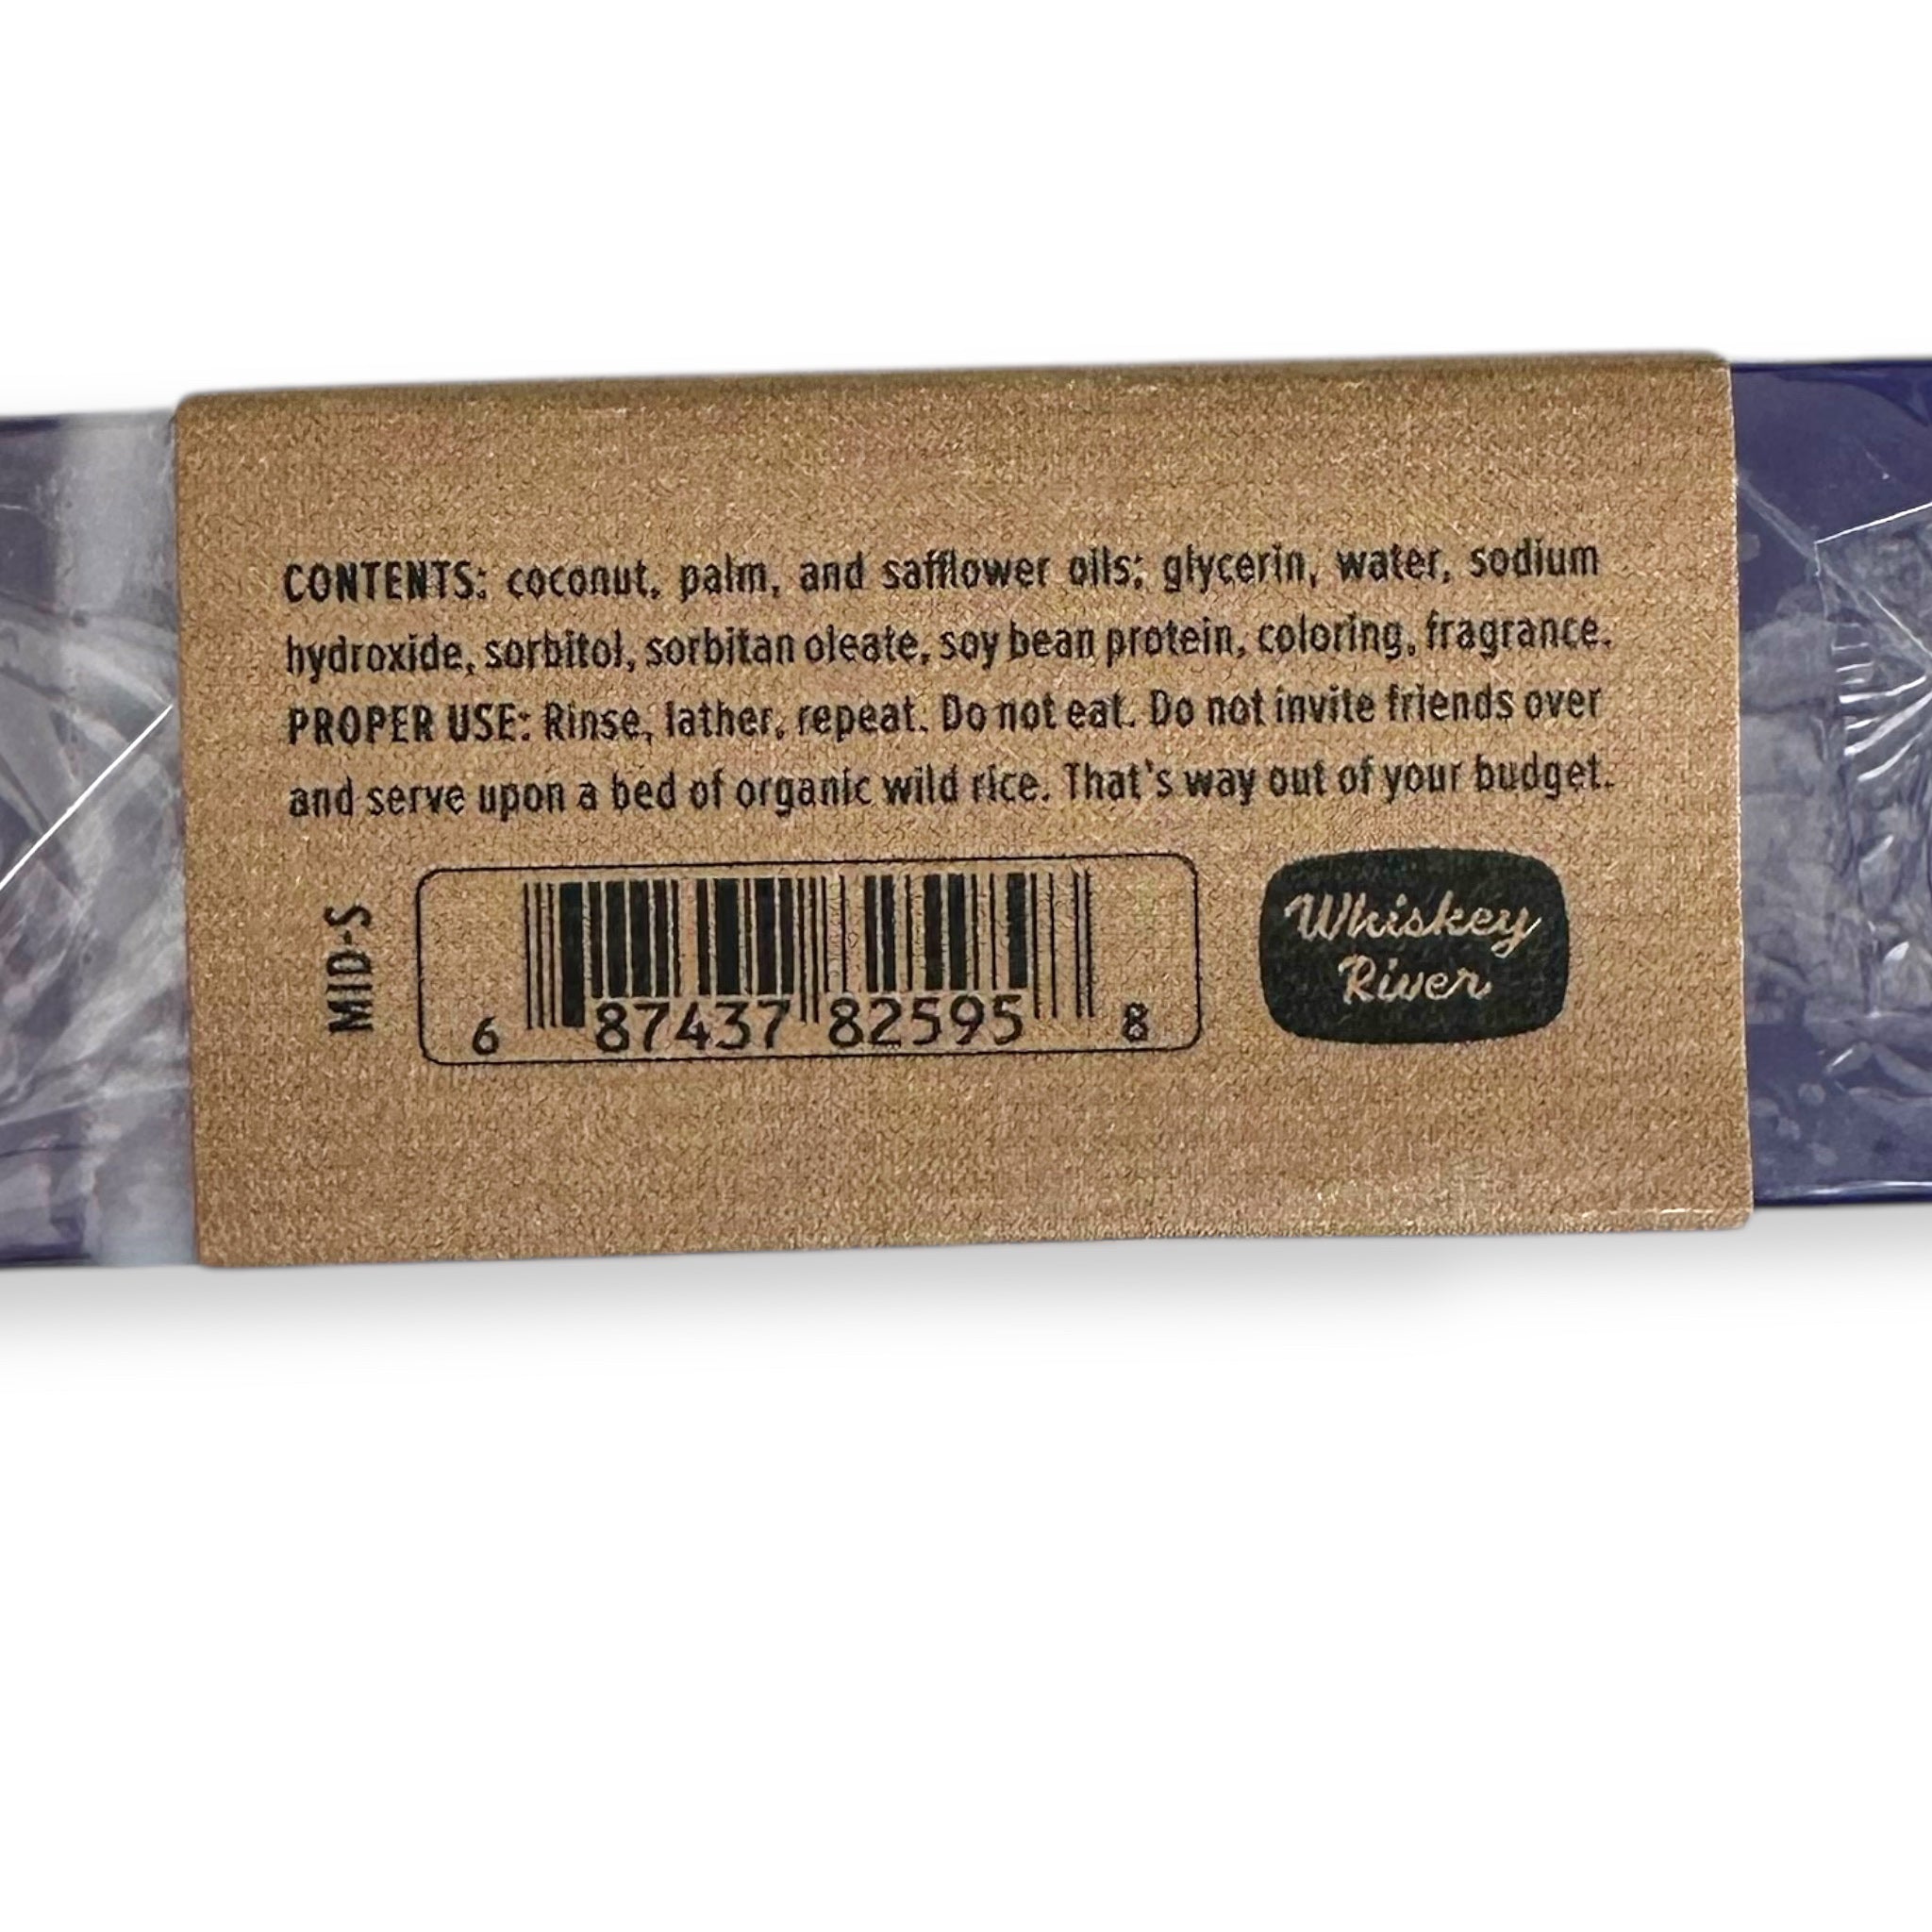 CONTENTS: coconut, palm, and safflower oils; glycerin, water, sodium
hydroxide, sorbitol, sorbitan oleate, soy bean protein, coloring, fragrance.
PROPER USE: Rinse, lather, repeat. Do not eat. Do not invite friends over
and serve upon a bed of organic wild rice. That's way out of your budget.
MID-S
6 87437 82595 8
Whiskey
River